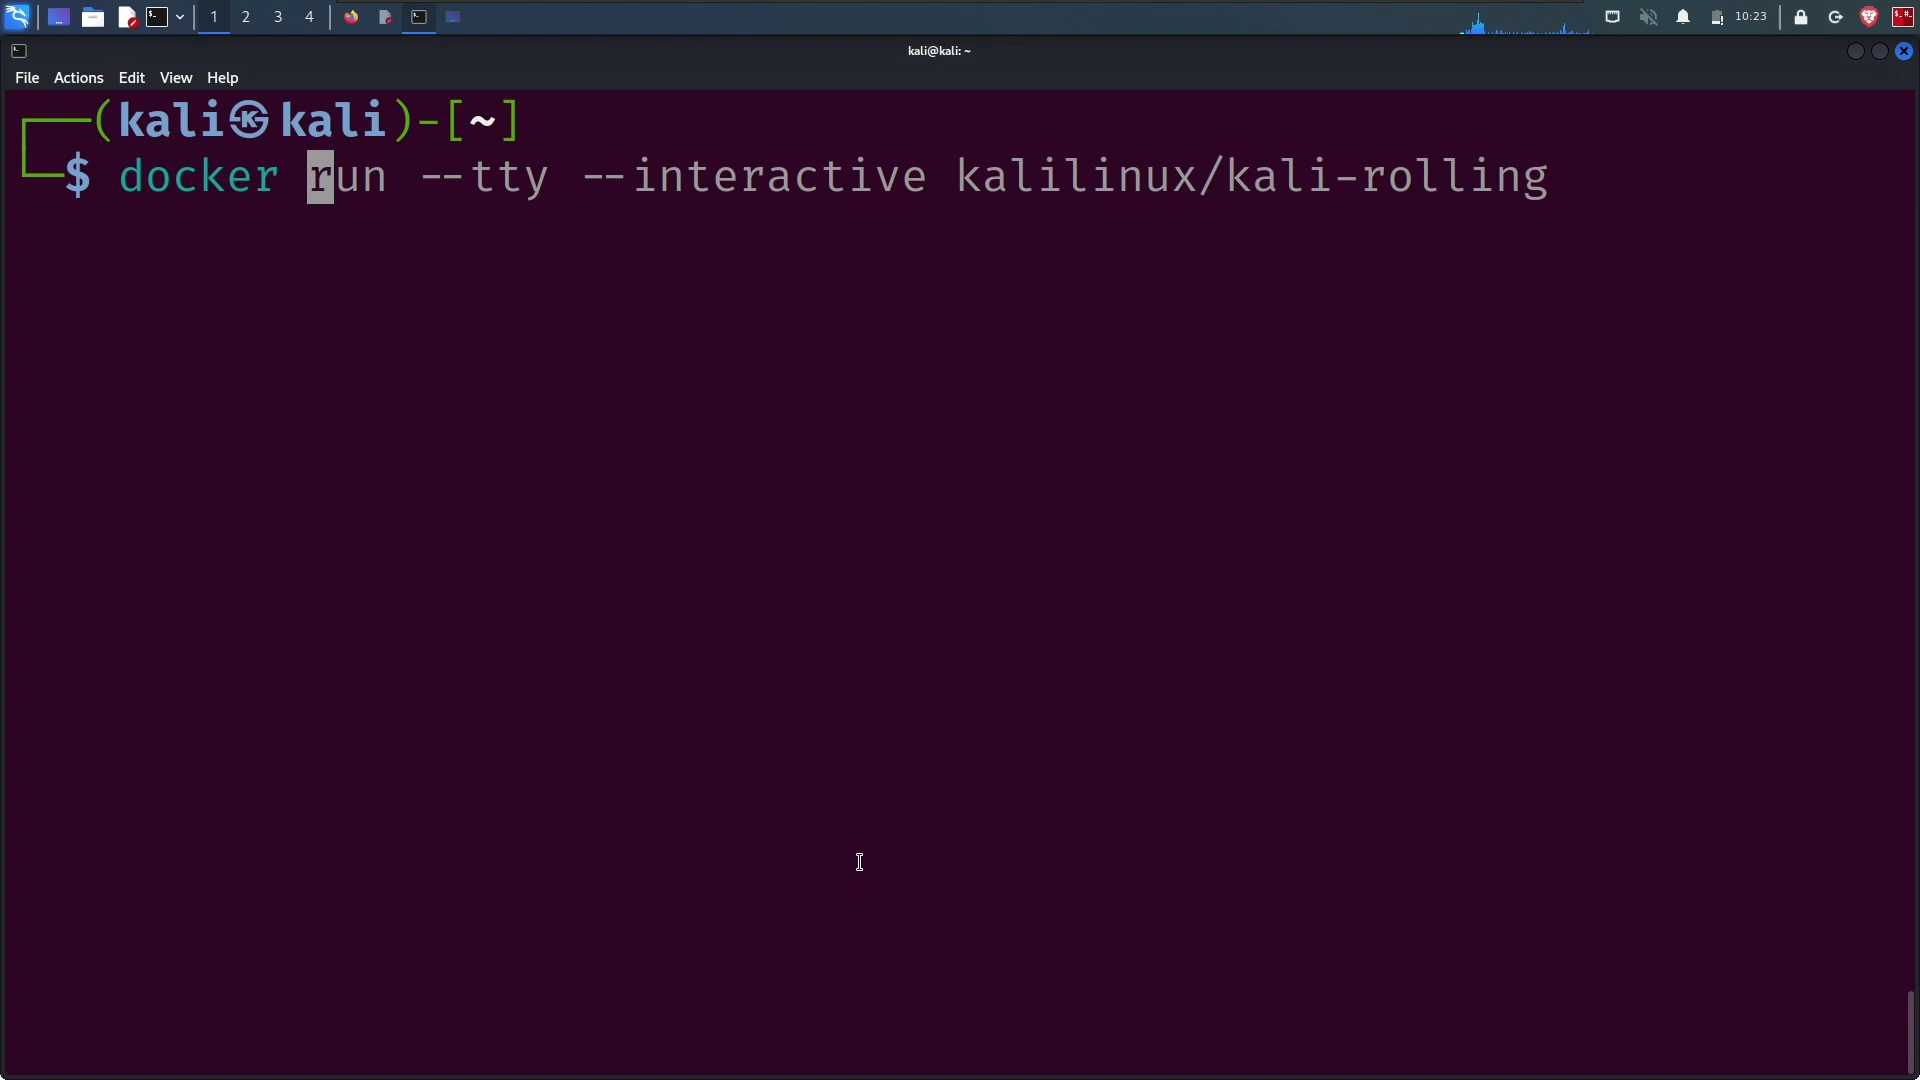 1 2 3 4 10:23
kali@kali: ~
File Actions Edit View Help
┌──(kali㉿kali)-[~]
└─$ docker run --tty --interactive kalilinux/kali-rolling